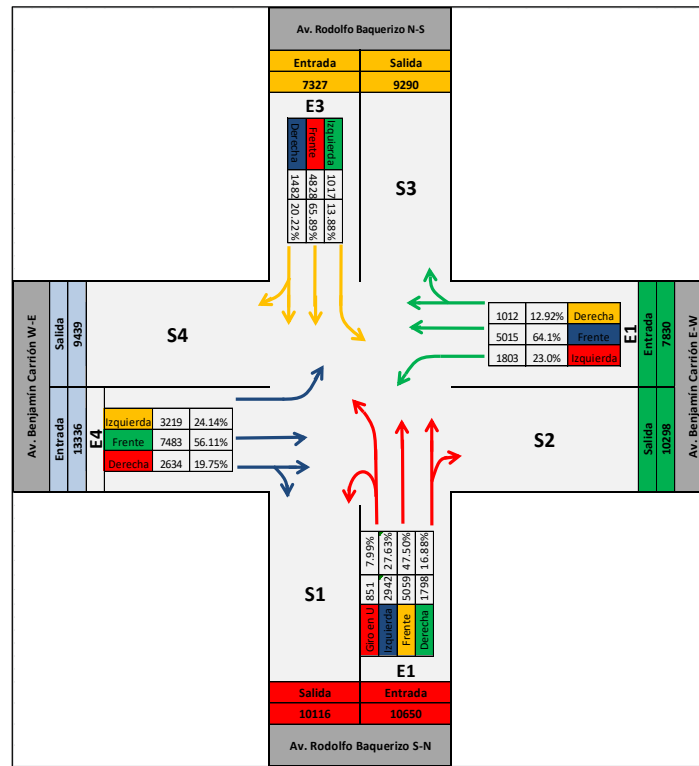 Av. Rodolfo Baquerizo N-S
Entrada Salida
7327 9290
E3
Derecha 1482 20.22%
Frente 4828 65.89%
Izquierda 1017 13.88%
S3
Av. Benjamín Carrión W-E
Salida 9439
Entrada 13336
S4
E4
Izquierda 3219 24.14%
Frente 7483 56.11%
Derecha 2634 19.75%
1012 12.92% Derecha
5015 64.1% Frente
1803 23.0% Izquierda
E1
Entrada 7830
Salida 10298
Av. Benjamín Carrión E-W
S2
S1
Giro en U 851 7.99%
Izquierda 2942 27.63%
Frente 5059 47.50%
Derecha 1798 16.88%
E1
Salida Entrada
10116 10650
Av. Rodolfo Baquerizo S-N